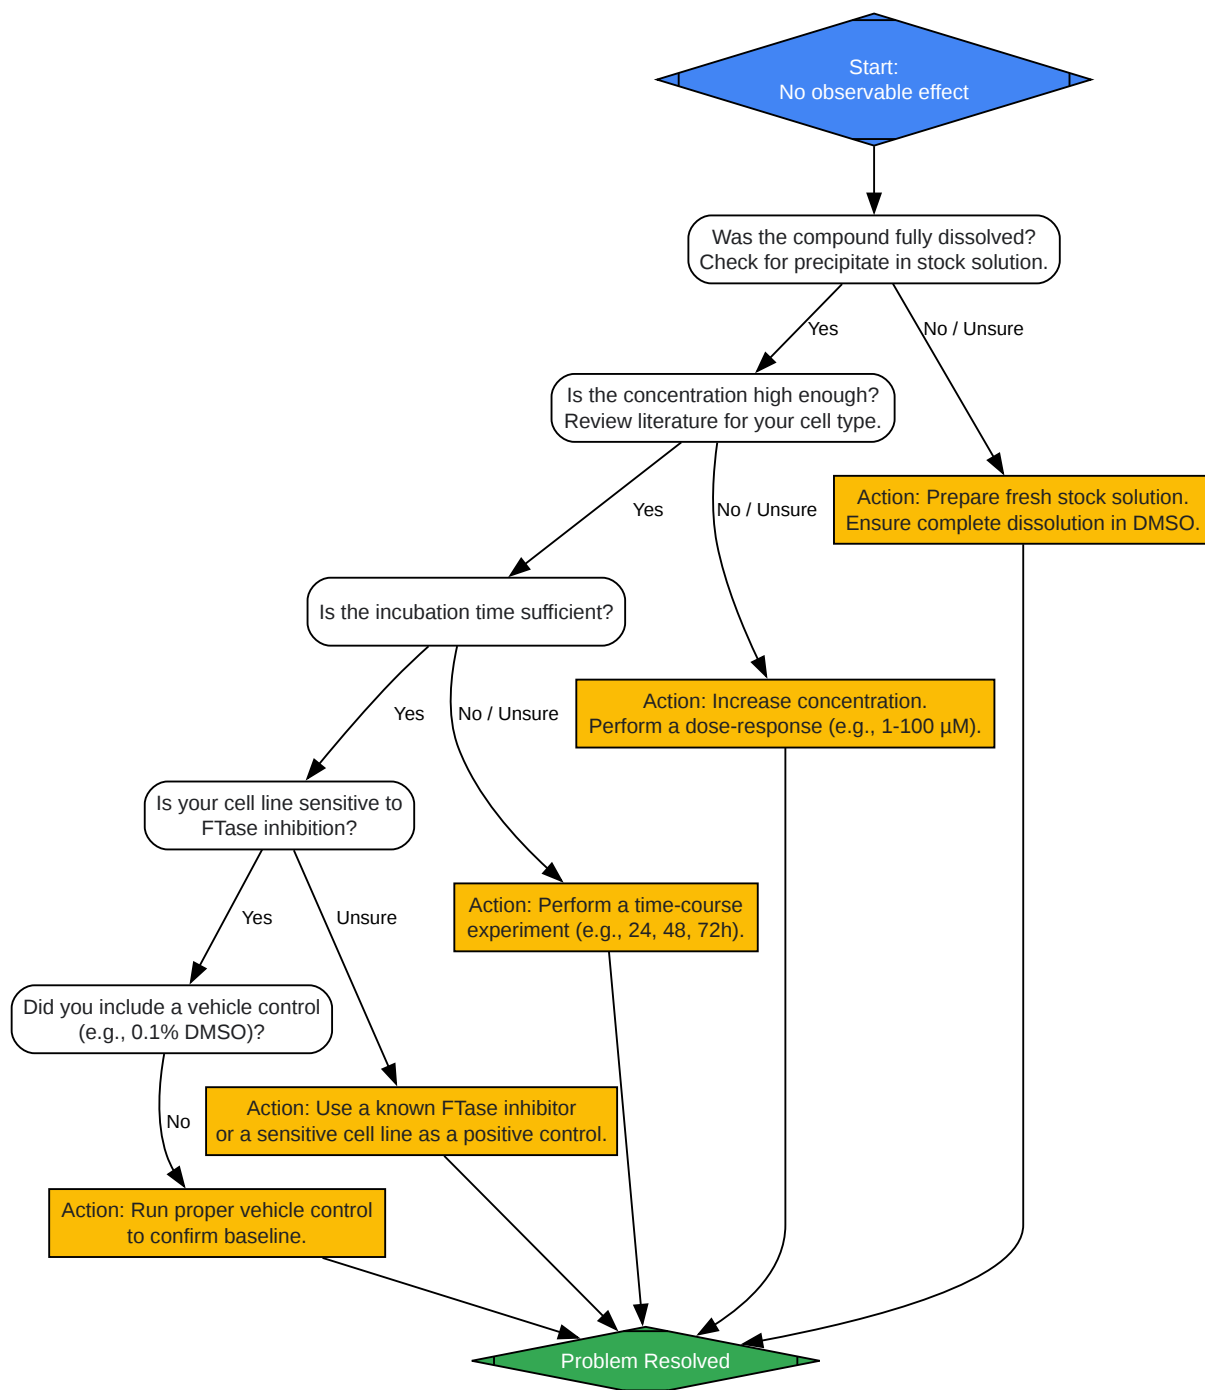 Start:
No observable effect
Was the compound fully dissolved?
Check for precipitate in stock solution.
Yes
No / Unsure
Is the concentration high enough?
Review literature for your cell type.
Action: Prepare fresh stock solution.
Ensure complete dissolution in DMSO.
Yes
No / Unsure
Is the incubation time sufficient?
Action: Increase concentration.
Perform a dose-response (e.g., 1-100 µM).
Yes
No / Unsure
Is your cell line sensitive to
FTase inhibition?
Action: Perform a time-course
experiment (e.g., 24, 48, 72h).
Yes
Unsure
Did you include a vehicle control
(e.g., 0.1% DMSO)?
Action: Use a known FTase inhibitor
or a sensitive cell line as a positive control.
No
Action: Run proper vehicle control
to confirm baseline.
Problem Resolved